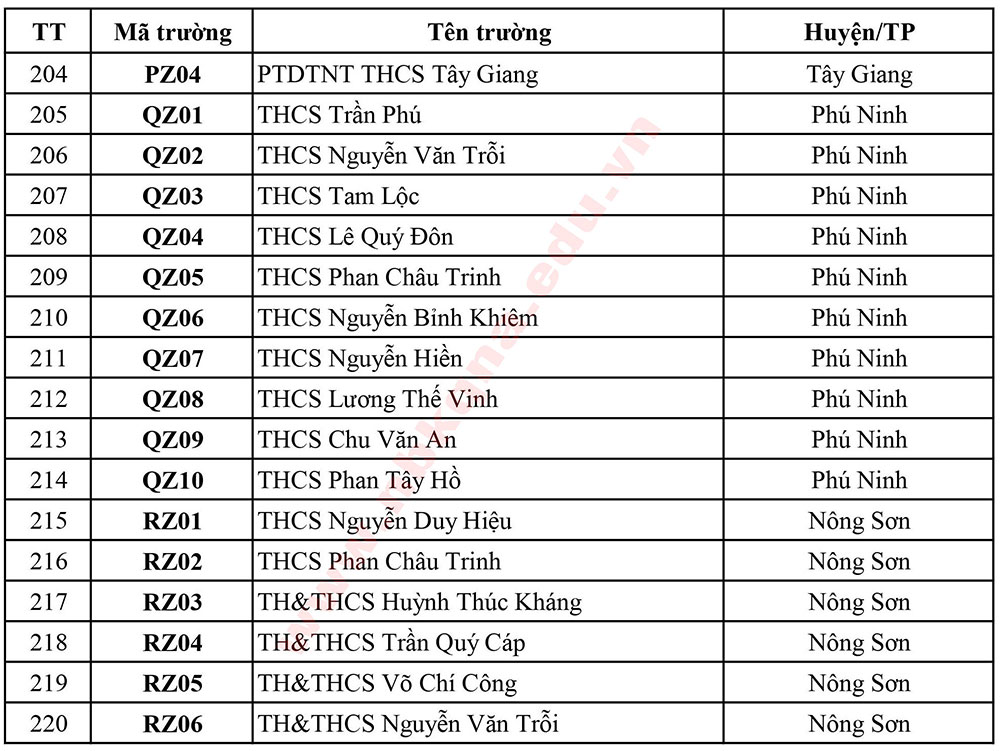 TT Mã trường Tên trường Huyện/TP
204 PZ04 PTDTNT THCS Tây Giang Tây Giang
205 QZ01 THCS Trần Phú Phú Ninh
206 QZ02 THCS Nguyễn Văn Trỗi Phú Ninh
207 QZ03 THCS Tam Lộc Phú Ninh
208 QZ04 THCS Lê Quý Đôn Phú Ninh
209 QZ05 THCS Phan Châu Trinh Phú Ninh
210 QZ06 THCS Nguyễn Bỉnh Khiêm Phú Ninh
211 QZ07 THCS Nguyễn Hiền Phú Ninh
212 QZ08 THCS Lương Thế Vinh Phú Ninh
213 QZ09 THCS Chu Văn An Phú Ninh
214 QZ10 THCS Phan Tây Hồ Phú Ninh
215 RZ01 THCS Nguyễn Duy Hiệu Nông Sơn
216 RZ02 THCS Phan Châu Trinh Nông Sơn
217 RZ03 TH&THCS Huỳnh Thúc Kháng Nông Sơn
218 RZ04 TH&THCS Trần Quý Cáp Nông Sơn
219 RZ05 TH&THCS Võ Chí Công Nông Sơn
220 RZ06 TH&THCS Nguyễn Văn Trỗi Nông Sơn
www.nbkqna.edu.vn